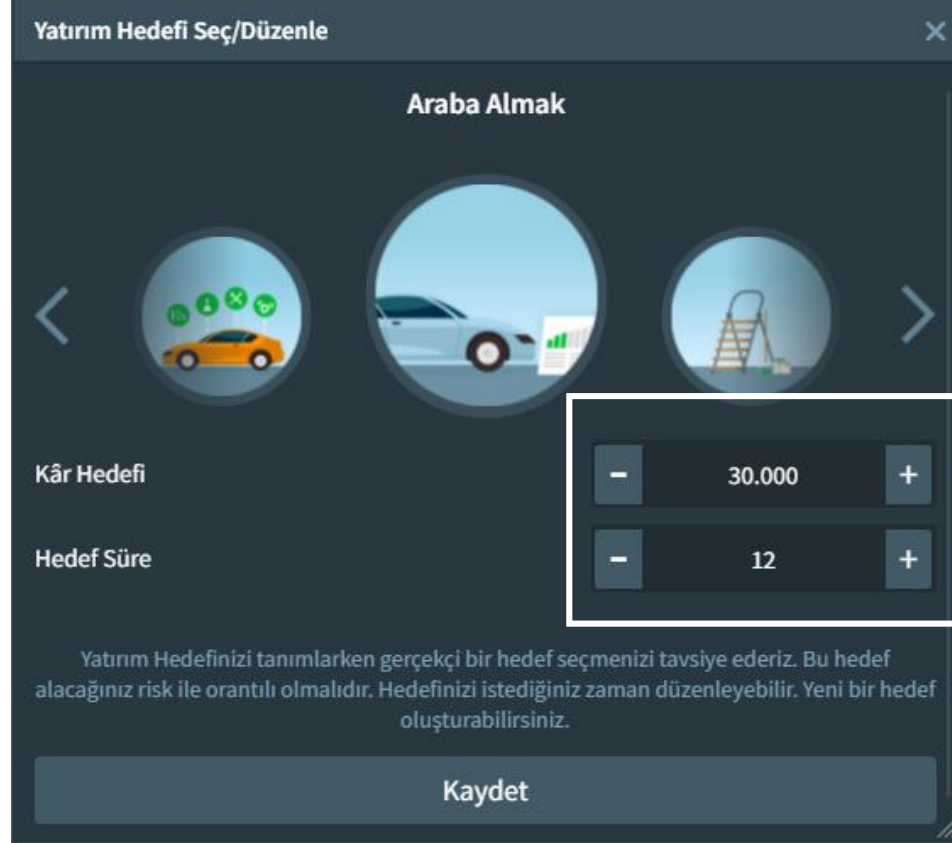 Yatırım Hedefi Seç/Düzenle
Araba Almak
Kâr Hedefi
- 30.000 +
Hedef Süre
- 12 +
Yatırım Hedefinizi tanımlarken gerçekçi bir hedef seçmenizi tavsiye ederiz. Bu hedef
alacağınız risk ile orantılı olmalıdır. Hedefinizi istediğiniz zaman düzenleyebilir. Yeni bir hedef
oluşturabilirsiniz.
Kaydet